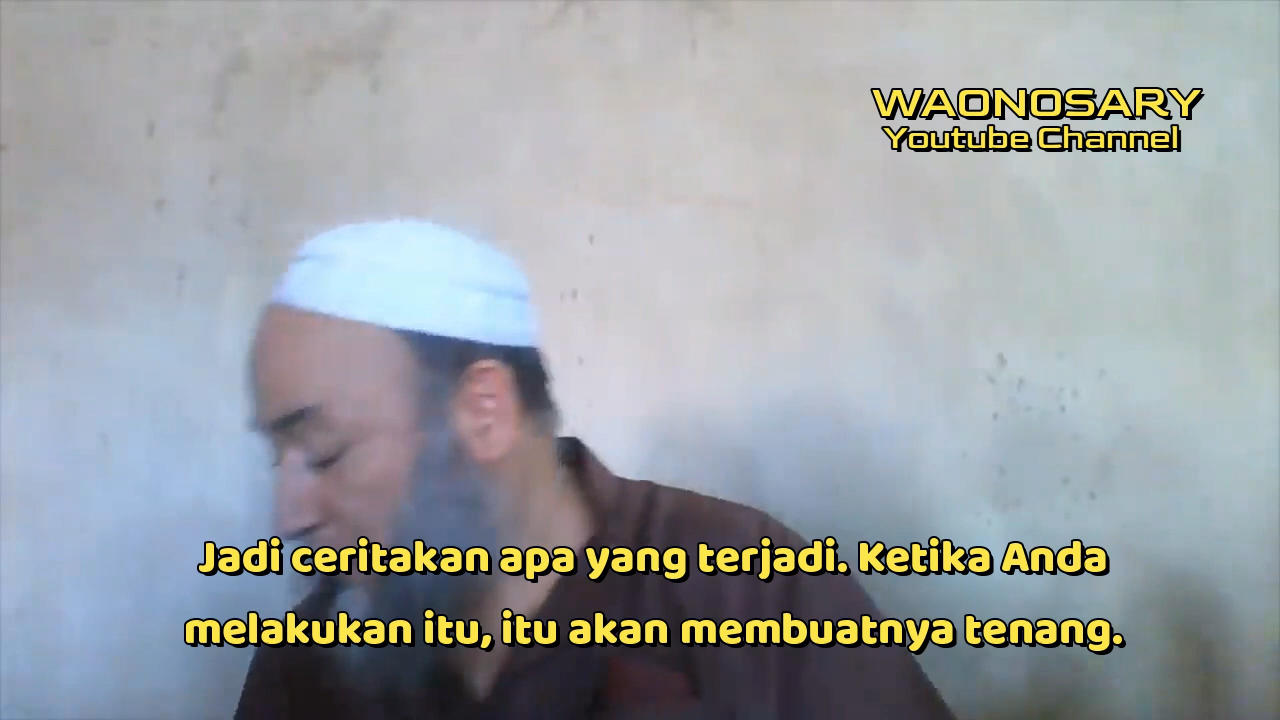 WAONOSARY
Youtube Channel
Jadi ceritakan apa yang terjadi. Ketika Anda
melakukan itu, itu akan membuatnya tenang.